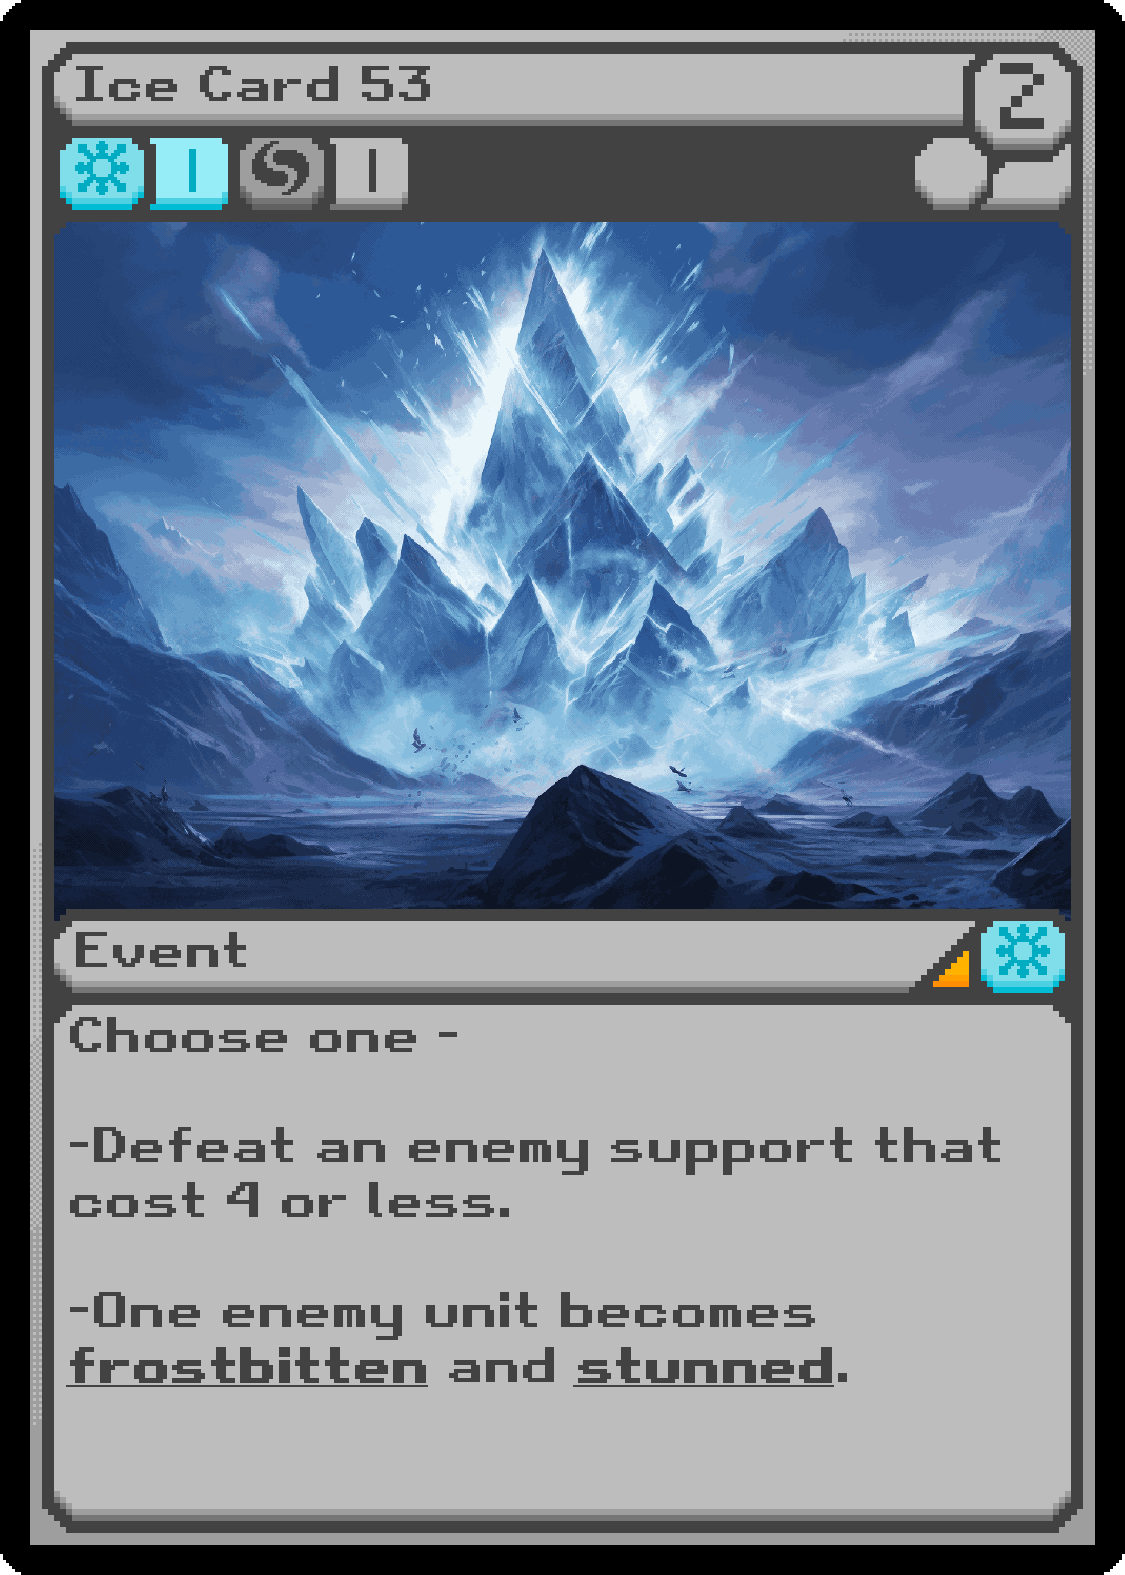 Ice Card 53
2
1 1
Event
Choose one -
-Defeat an enemy support that
cost 4 or less.
-One enemy unit becomes
frostbitten and stunned.